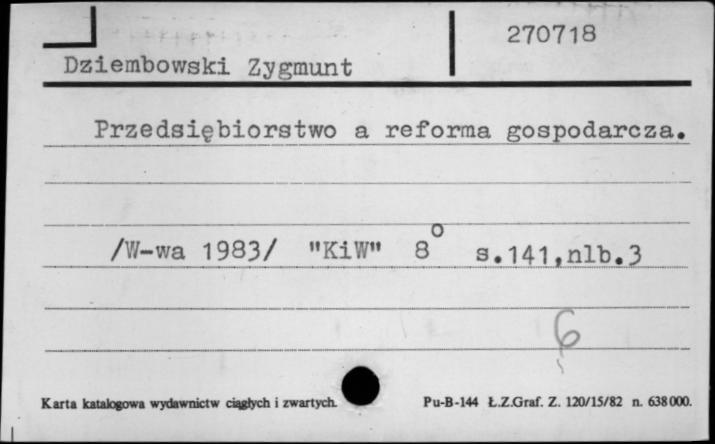 270718
Dziembowski Zygmunt
Przedsiębiorstwo a reforma gospodarcza.
/W-wa 1983/ "KiW" 8° s.141,nlb.3
6
Karta katalogowa wydawnictw ciągłych i zwartych.
Pu-B-144 Ł.Z.Graf. Z. 120/15/82 n. 638000.